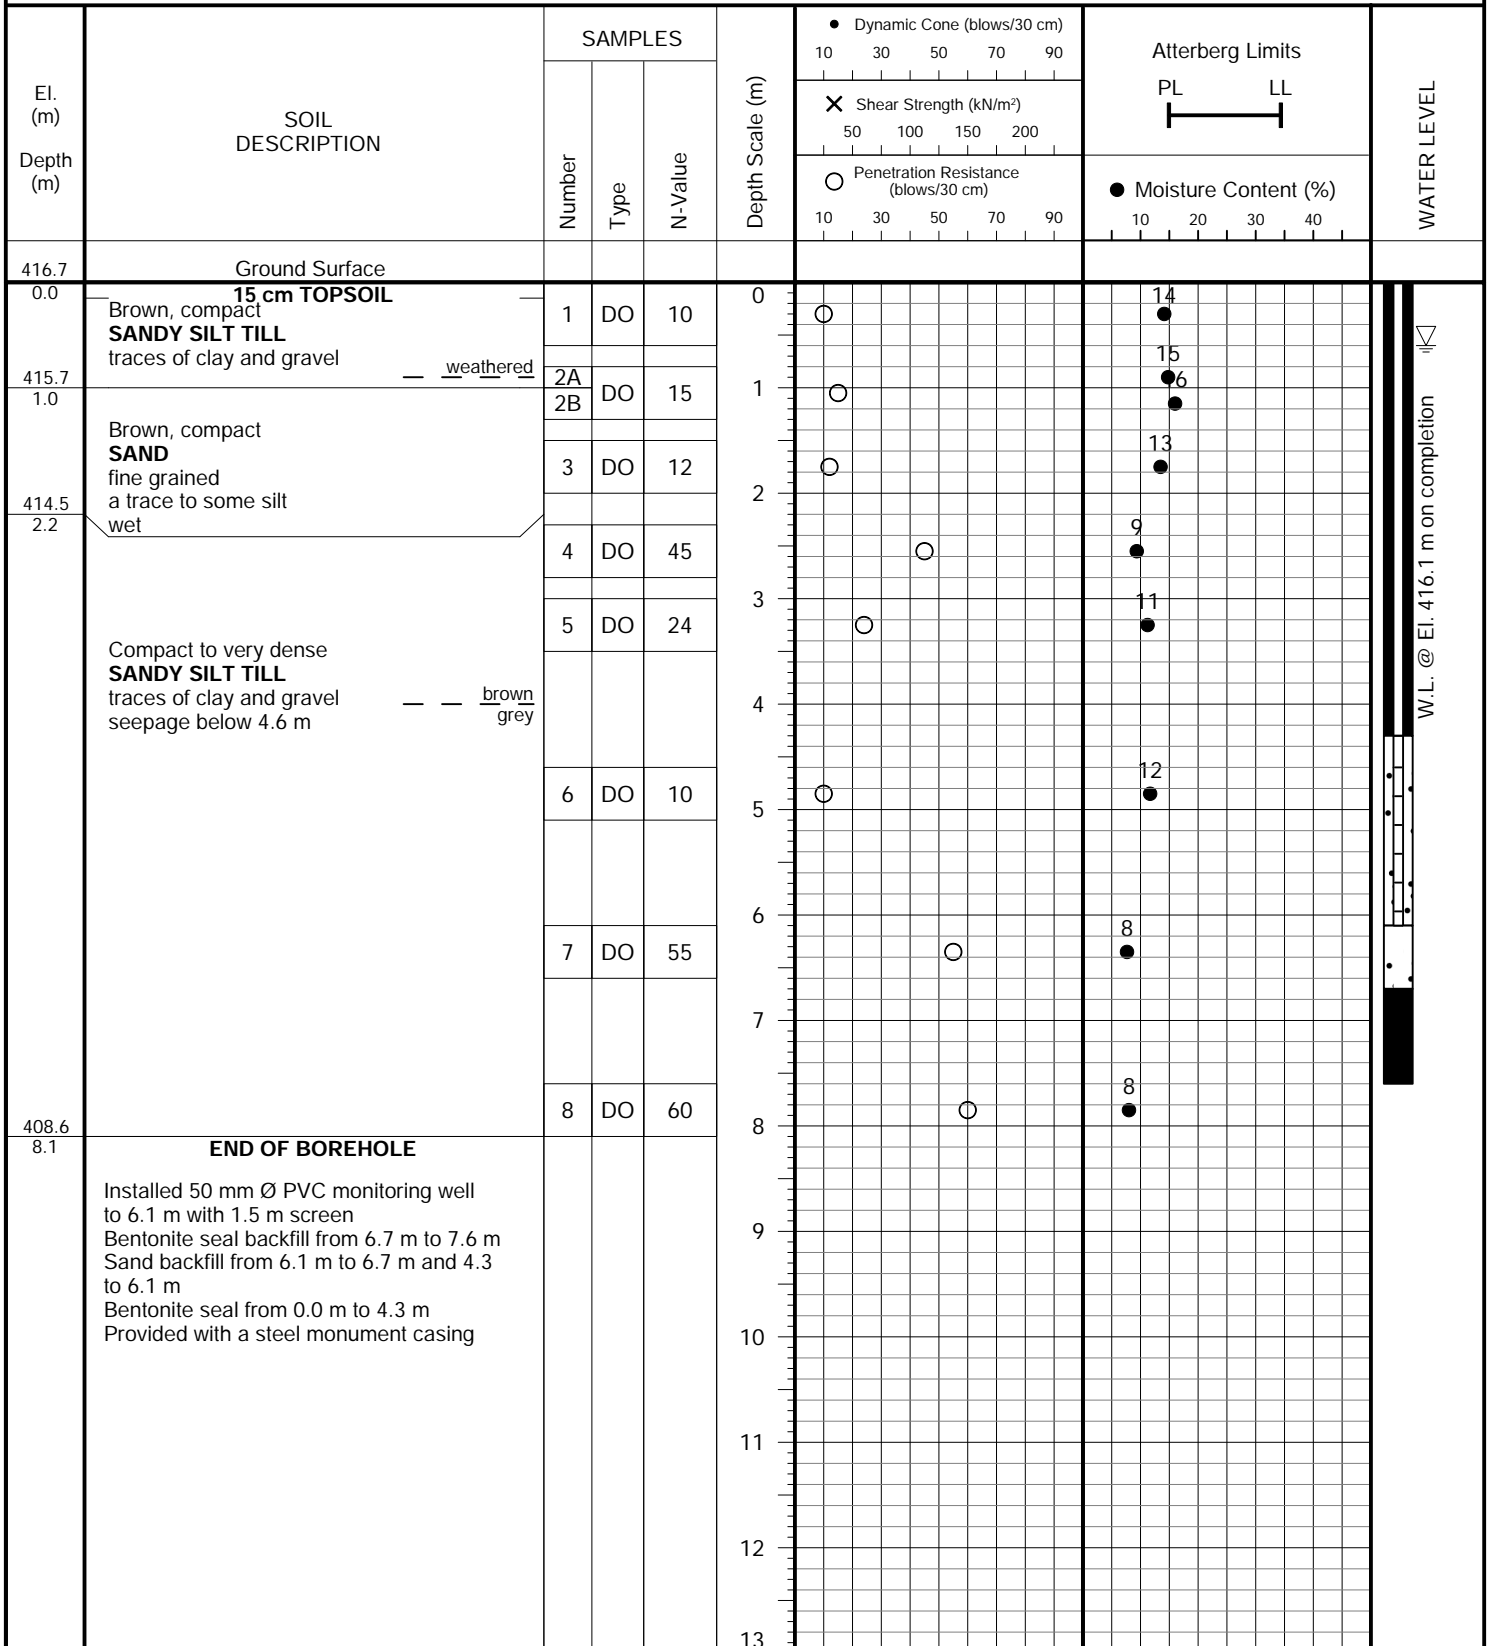 El.
(m)
Depth
(m)
SOIL
DESCRIPTION
SAMPLES
Number
Type
N-Value
Depth Scale (m)
Dynamic Cone (blows/30 cm)
10 30 50 70 90
Shear Strength (kN/m²)
50 100 150 200
Penetration Resistance
(blows/30 cm)
10 30 50 70 90
Atterberg Limits
PL LL
Moisture Content (%)
10 20 30 40
WATER LEVEL
416.7 Ground Surface
0.0 15 cm TOPSOIL
Brown, compact
SANDY SILT TILL
traces of clay and gravel
weathered
415.7
1.0
Brown, compact
SAND
fine grained
a trace to some silt
wet
414.5
2.2
Compact to very dense
SANDY SILT TILL
traces of clay and gravel
seepage below 4.6 m
brown
grey
408.6
8.1
END OF BOREHOLE
Installed 50 mm Ø PVC monitoring well
to 6.1 m with 1.5 m screen
Bentonite seal backfill from 6.7 m to 7.6 m
Sand backfill from 6.1 m to 6.7 m and 4.3
to 6.1 m
Bentonite seal from 0.0 m to 4.3 m
Provided with a steel monument casing
1 DO 10
2A
2B
DO 15
3 DO 12
4 DO 45
5 DO 24
6 DO 10
7 DO 55
8 DO 60
0
1
2
3
4
5
6
7
8
9
10
11
12
13
14
15
6
13
9
11
12
8
8
W.L. @ El. 416.1 m on completion